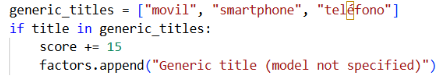 generic_titles = ["movil", "smartphone", "teléfono"]
if title in generic_titles:
    score += 15
    factors.append("Generic title (model not specified)")